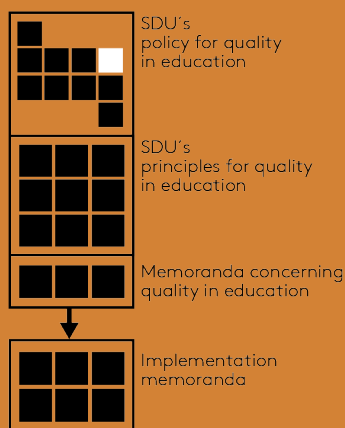 SDU's
policy for quality
in education
SDU's
principles for quality
in education
Memoranda concerning
quality in education
Implementation
memoranda